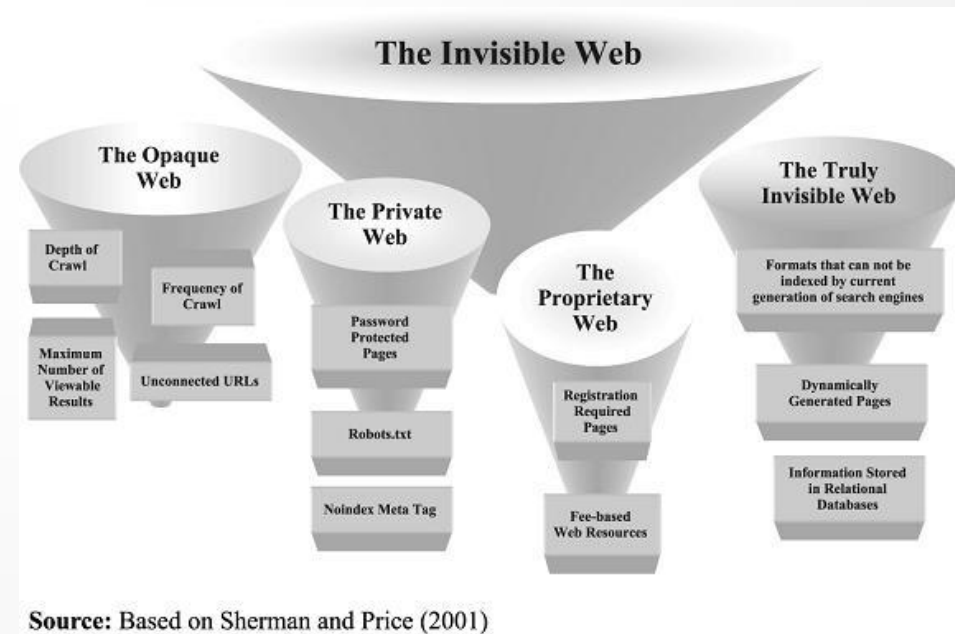 The Invisible Web
The Opaque
Web
Depth of
Crawl
Frequency of
Crawl
Maximum
Number of
Viewable
Results
Unconnected URLs
The Private
Web
Password
Protected
Pages
Robots.txt
Noindex Meta Tag
The
Proprietary
Web
Registration
Required
Pages
Fee-based
Web Resources
The Truly
Invisible Web
Formats that can not be
indexed by current
generation of search engines
Dynamically
Generated Pages
Information Stored
in Relational
Databases
Source: Based on Sherman and Price (2001)